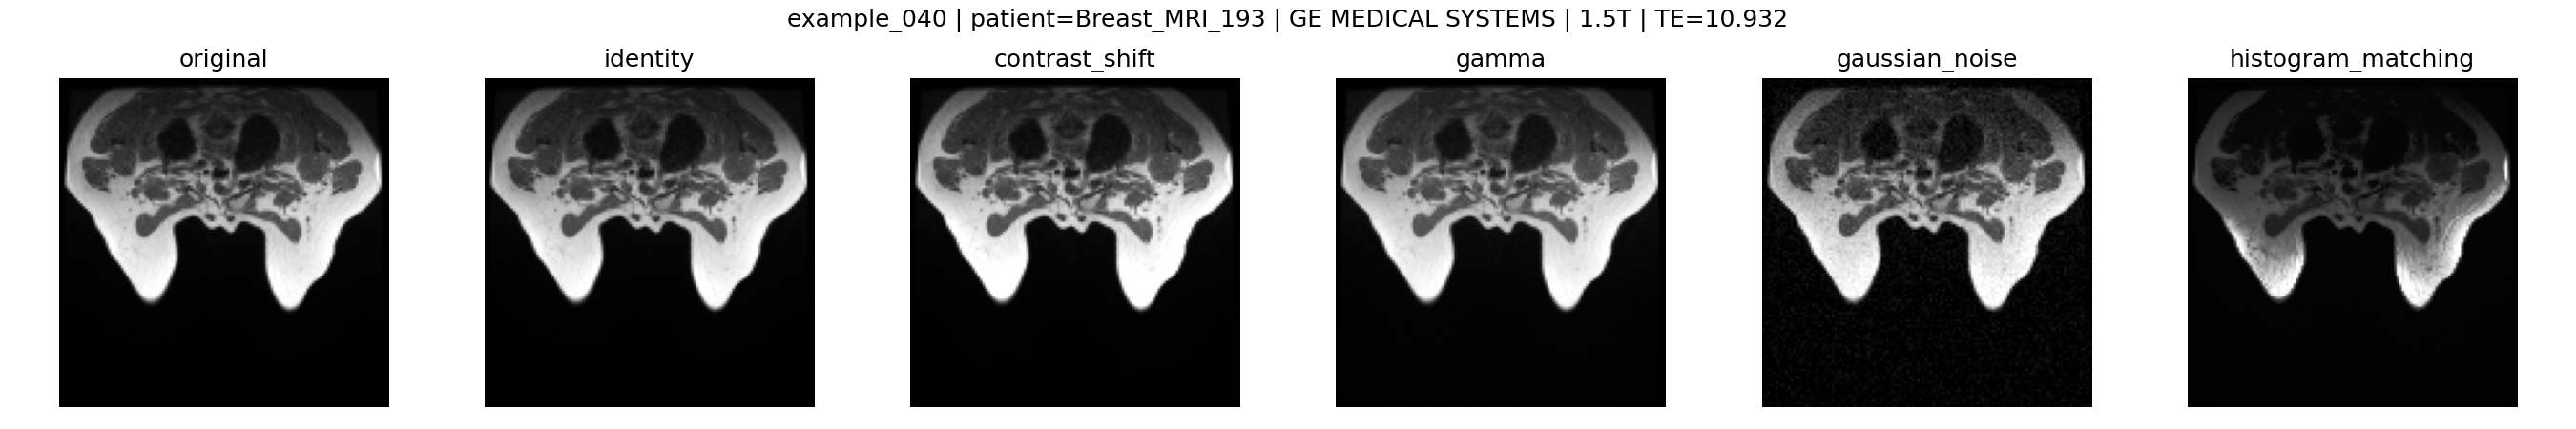 example_040 | patient=Breast_MRI_193 | GE MEDICAL SYSTEMS | 1.5T | TE=10.932
original identity contrast_shift gamma gaussian_noise histogram_matching